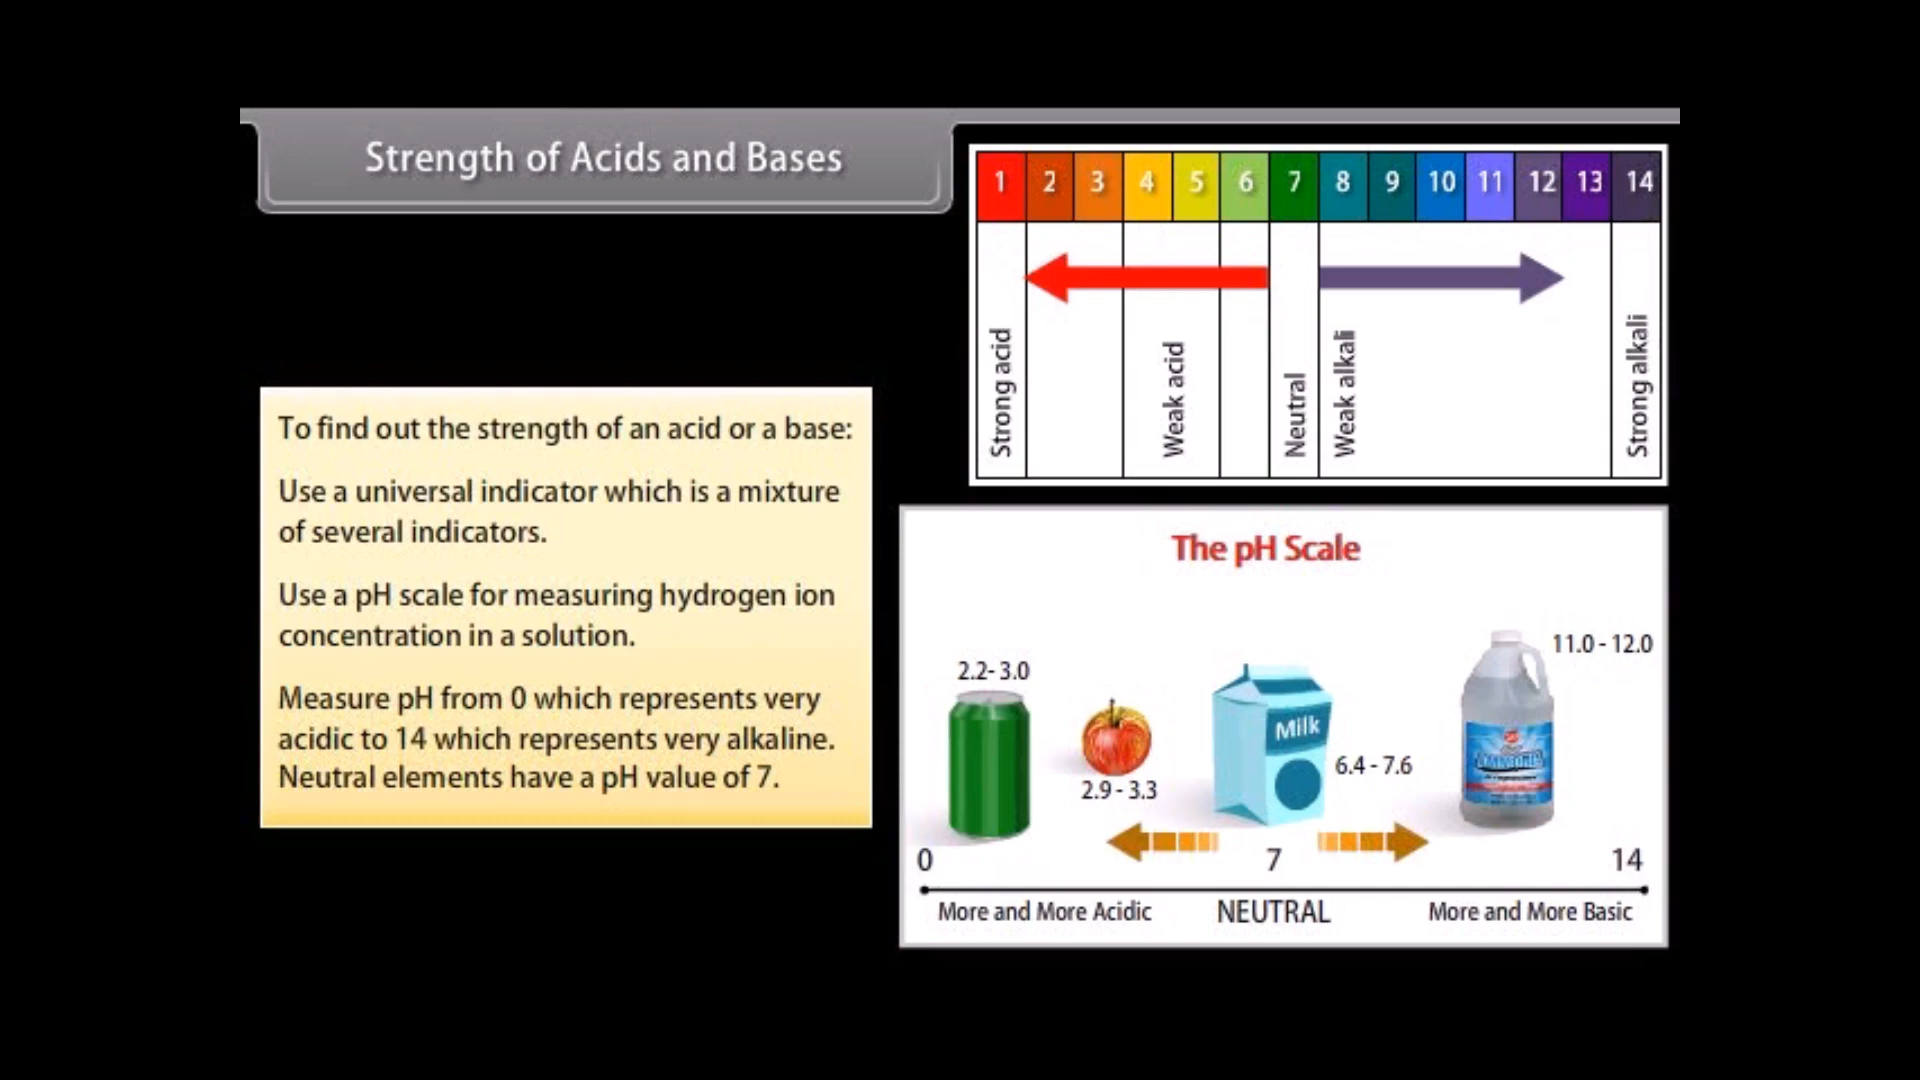 Strength of Acids and Bases
1 2 3 4 5 6 7 8 9 10 11 12 13 14
Strong acid
Weak acid
Neutral
Weak alkali
Strong alkali
To find out the strength of an acid or a base:
Use a universal indicator which is a mixture
of several indicators.
Use a pH scale for measuring hydrogen ion
concentration in a solution.
Measure pH from 0 which represents very
acidic to 14 which represents very alkaline.
Neutral elements have a pH value of 7.
The pH Scale
2.2- 3.0
2.9 - 3.3
Milk
6.4 - 7.6
11.0 - 12.0
0 7 14
More and More Acidic NEUTRAL More and More Basic